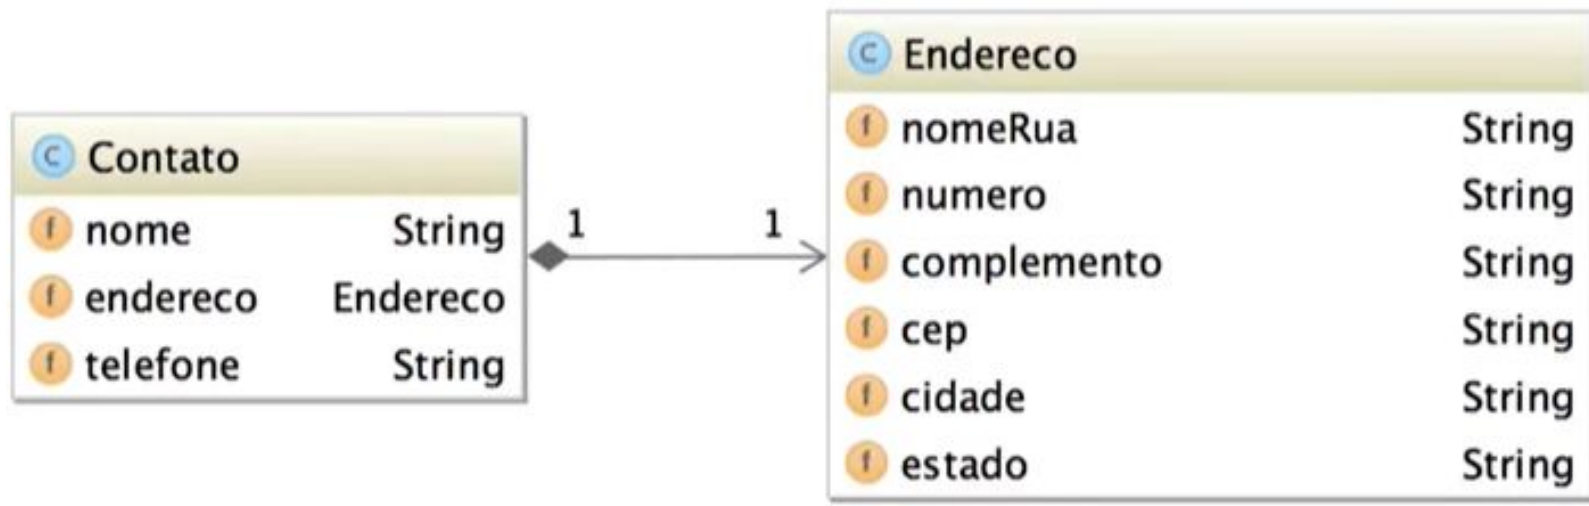 C Contato
f nome String
f endereco Endereco
f telefone String
1 1
C Endereco
f nomeRua String
f numero String
f complemento String
f cep String
f cidade String
f estado String